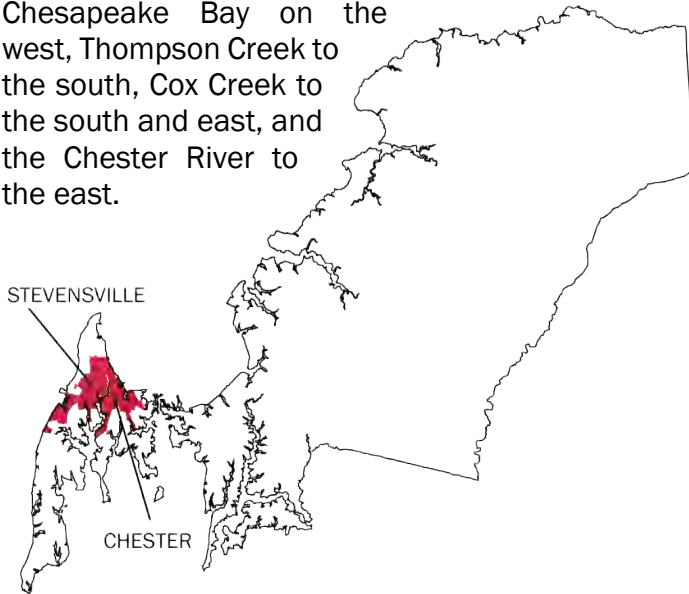 Chesapeake Bay on the
west, Thompson Creek to
the south, Cox Creek to
the south and east, and
the Chester River to
the east.
STEVENSVILLE
CHESTER